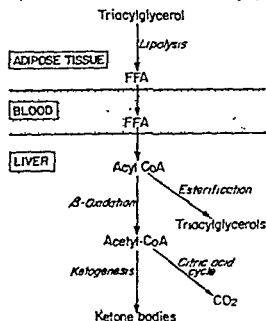 Triacylglycerol
Lipolysis
ADIPOSE TISSUE
FFA
BLOOD
FFA
LIVER
Acyl CoA
β-Oxidation
Esterification
Triacylglycerols
Acetyl-CoA
Ketogenesis
Citric acid
cycle
CO2
Ketone bodies